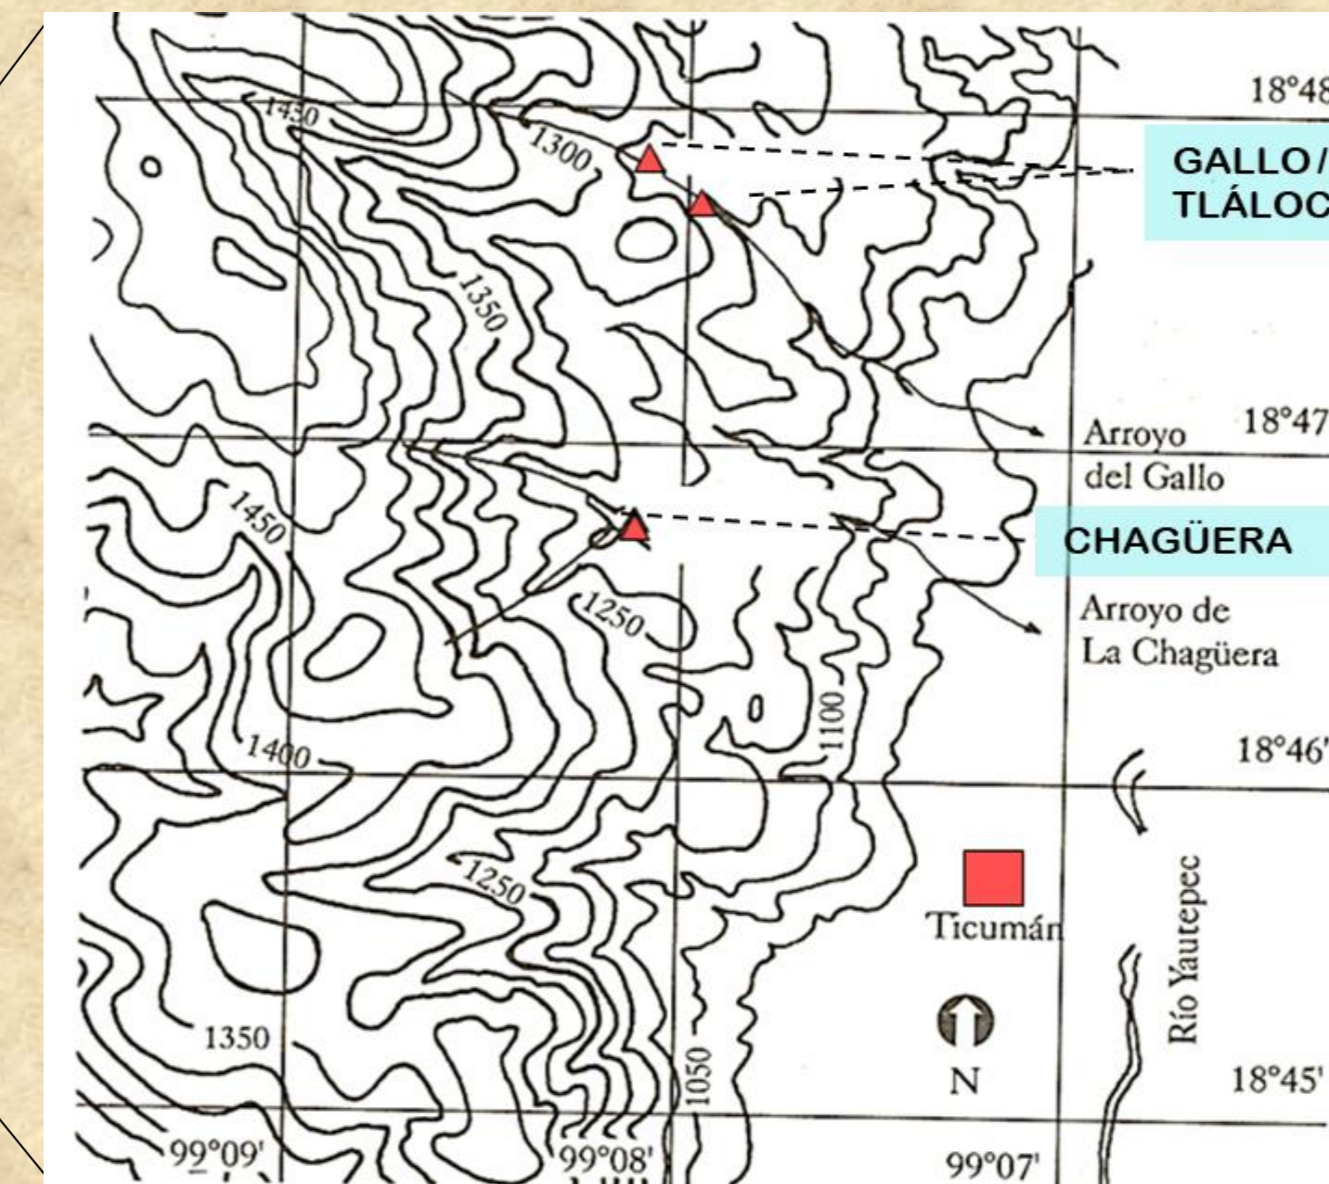 18°48
1450
1300
GALLO/
TLÁLOC
1350
Arroyo
del Gallo
18°47
1450
CHAGÜERA
1250
Arroyo de
La Chagüera
1100
1400
18°46'
1250
Ticumán
Río Yautepec
1350
N
1050
18°45'
99°09'
99°08'
99°07'